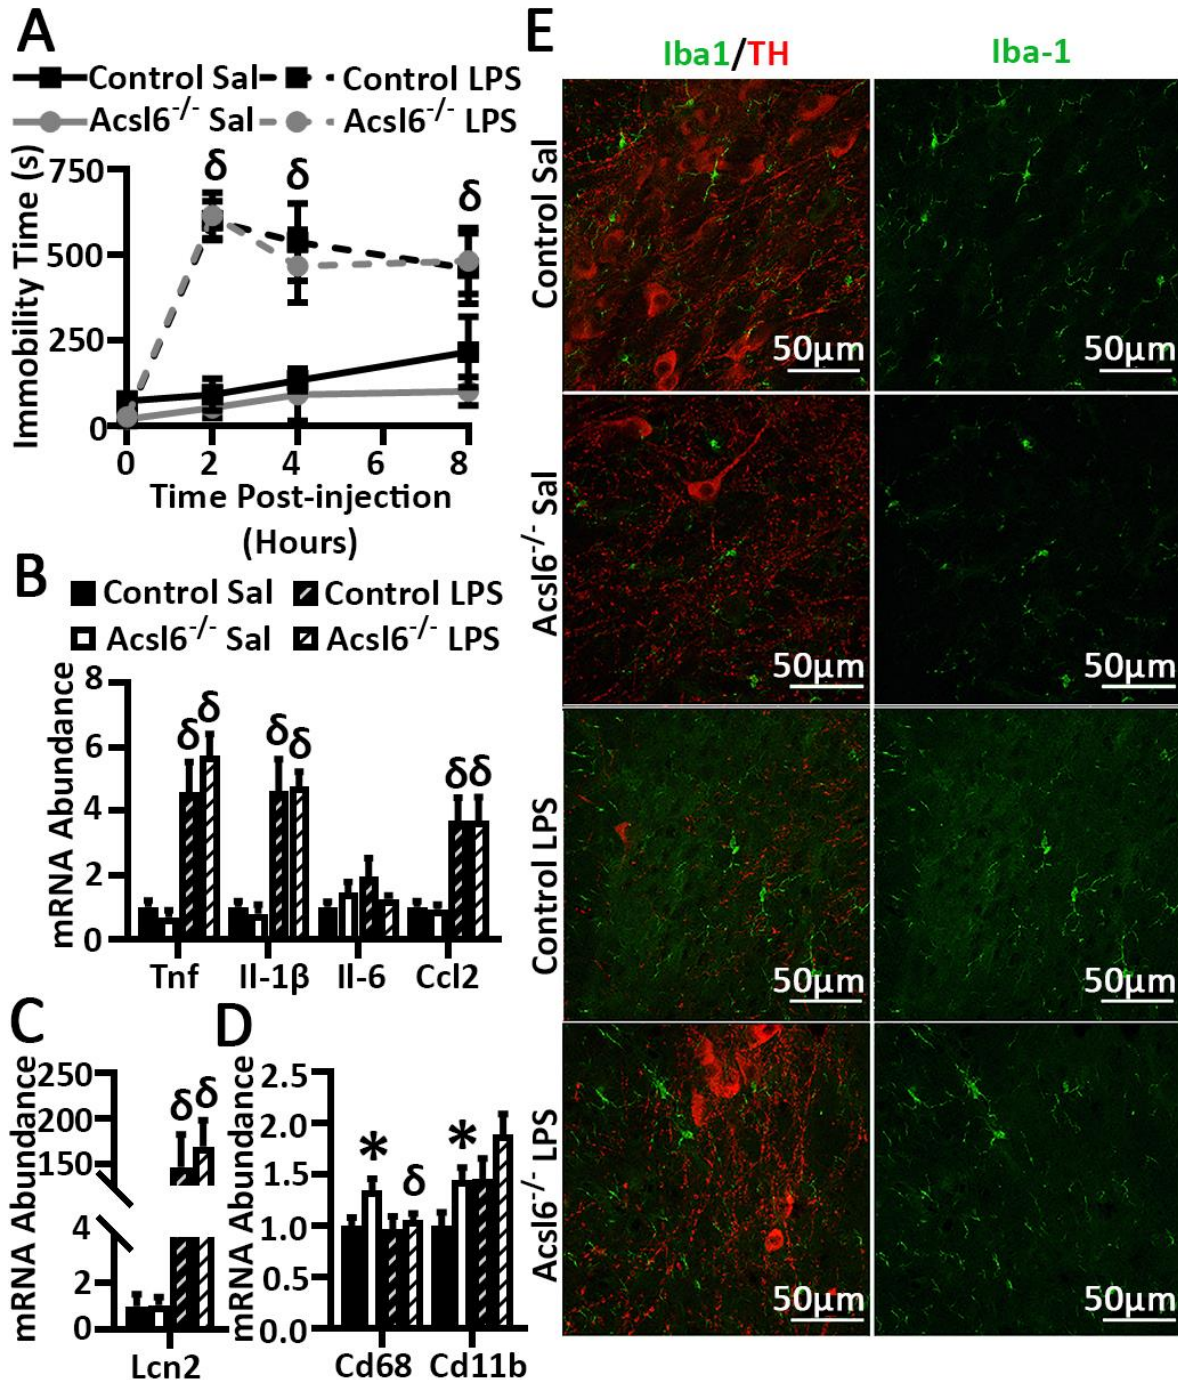 A
Control Sal Control LPS
Acsl6-/- Sal Acsl6-/- LPS
Immobility Time (s)
750
500
250
0
δ δ δ
0 2 4 6 8
Time Post-injection
(Hours)
B
Control Sal Control LPS
Acsl6-/- Sal Acsl6-/- LPS
mRNA Abundance
8
6
4
2
0
δ δ δ δ δ δ
Tnf Il-1β Il-6 Ccl2
C
mRNA Abundance
250
200
150
4
2
0
δ δ
Lcn2
D
mRNA Abundance
2.5
2.0
1.5
1.0
0.5
0.0
* δ *
Cd68 Cd11b
E
Iba1/TH Iba-1
Control Sal
50µm 50µm
Acsl6-/- Sal
50µm 50µm
Control LPS
50µm 50µm
Acsl6-/- LPS
50µm 50µm